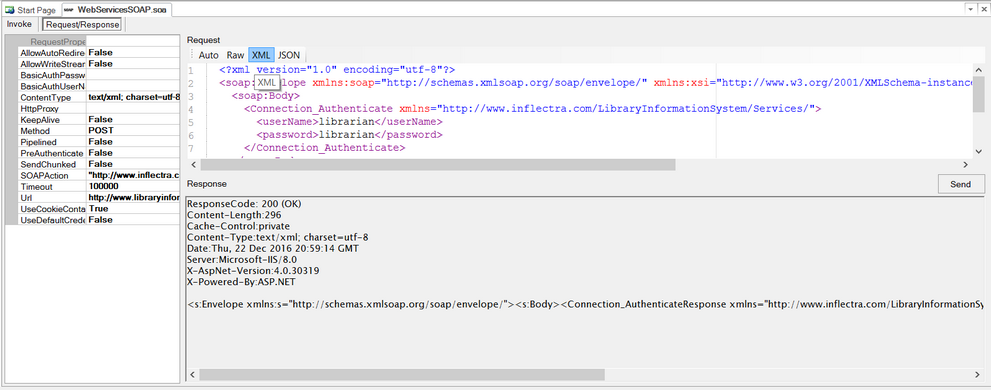 Start Page
WebServicesSOAP.soa
Invoke
Request/Response
RequestPrope
AllowAutoRedire False
AllowWriteStrean False
BasicAuthPassw
BasicAuthUserN
ContentType text/xml; charset=utf-8
HttpProxy
KeepAlive False
Method POST
Pipelined False
PreAuthenticate False
SendChunked False
SOAPAction "http://www.inflectra.c
Timeout 100000
Url http://www.libraryinfor
UseCookieConta True
UseDefaultCrede False
Request
Auto Raw XML JSON
1 <?xml version="1.0" encoding="utf-8"?>
2 <soap: lope xmlns:soap="http://schemas.xmlsoap.org/soap/envelope/" xmlns:xsi="http://www.w3.org/2001/XMLSchema-instance
XML
3 <soap:Body>
4 <Connection_Authenticate xmlns="http://www.inflectra.com/LibraryInformationSystem/Services/">
5 <userName>librarian</userName>
6 <password>librarian</password>
7 </Connection_Authenticate>
Response
Send
ResponseCode: 200 (OK)
Content-Length:296
Cache-Control:private
Content-Type:text/xml; charset=utf-8
Date:Thu, 22 Dec 2016 20:59:14 GMT
Server:Microsoft-IIS/8.0
X-AspNet-Version:4.0.30319
X-Powered-By:ASP.NET
<s:Envelope xmlns:s="http://schemas.xmlsoap.org/soap/envelope/"><s:Body><Connection_AuthenticateResponse xmlns="http://www.inflectra.com/LibraryInformationSy